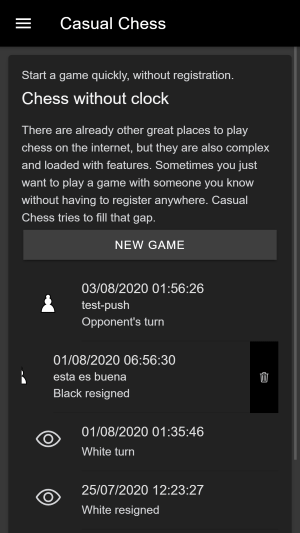 Casual Chess
Start a game quickly, without registration.
Chess without clock
There are already other great places to play
chess on the internet, but they are also complex
and loaded with features. Sometimes you just
want to play a game with someone you know
without having to register anywhere. Casual
Chess tries to fill that gap.
NEW GAME
03/08/2020 01:56:26
test-push
Opponent's turn
01/08/2020 06:56:30
esta es buena
Black resigned
01/08/2020 01:35:46
White turn
25/07/2020 12:23:27
White resigned